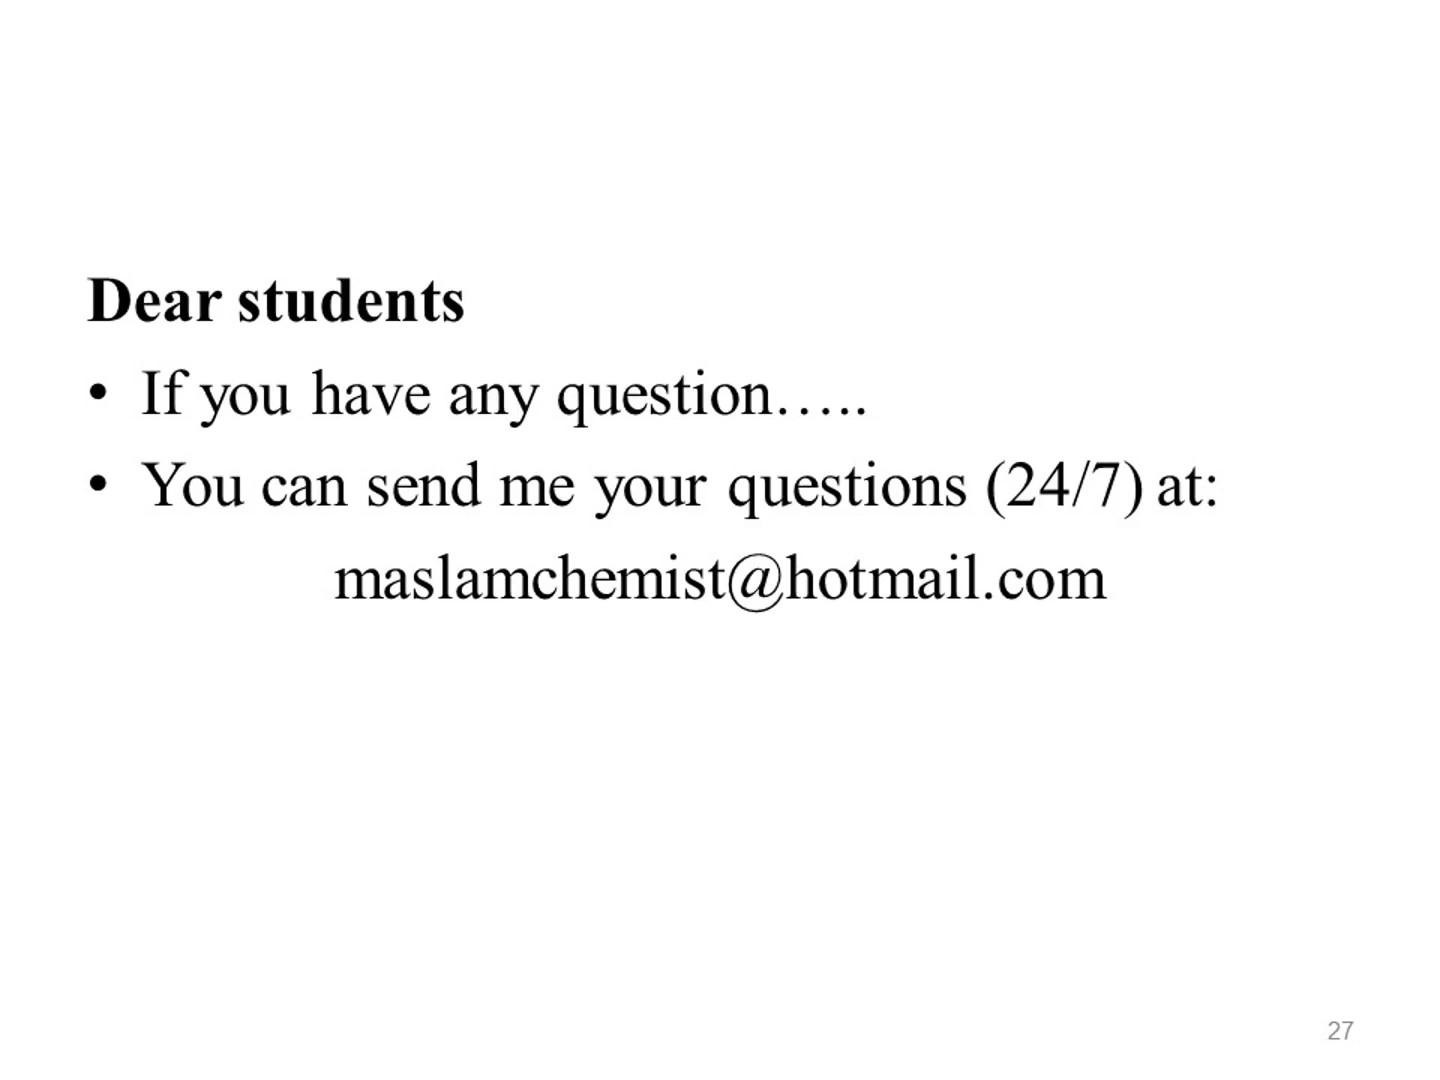 Dear students
• If you have any question…..
• You can send me your questions (24/7) at:
maslamchemist@hotmail.com
27